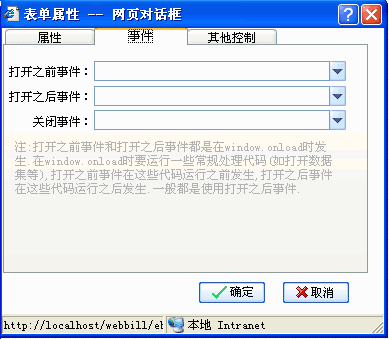 表单属性 -- 网页对话框
属性 事件 其他控制
打开之前事件：
打开之后事件：
关闭事件：
注:打开之前事件和打开之后事件都是在window.onload时发
生.在window.onload时要运行一些常规处理代码(如打开数据
集等),打开之前事件在这些代码运行之前发生,打开之后事件
在这些代码运行之后发生.一般都是使用打开之后事件.
确定 取消
http://localhost/webbill/eb 本地 Intranet